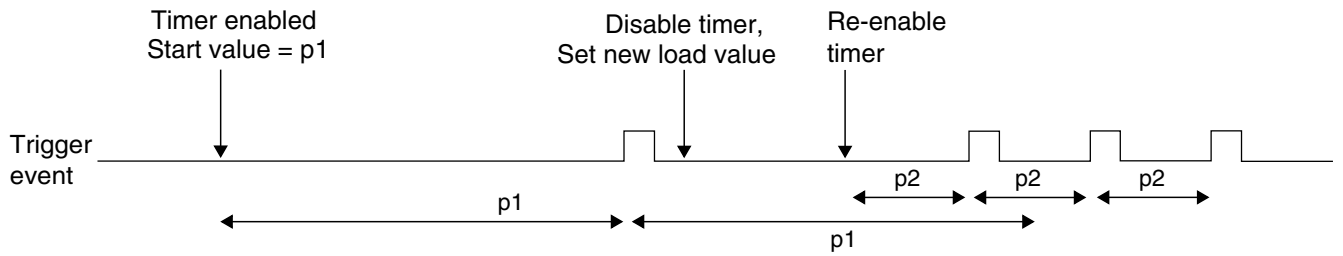 Timer enabled
Start value = p1
Disable timer,
Set new load value
Re-enable
timer
Trigger
event
p1
p1
p2
p2
p2